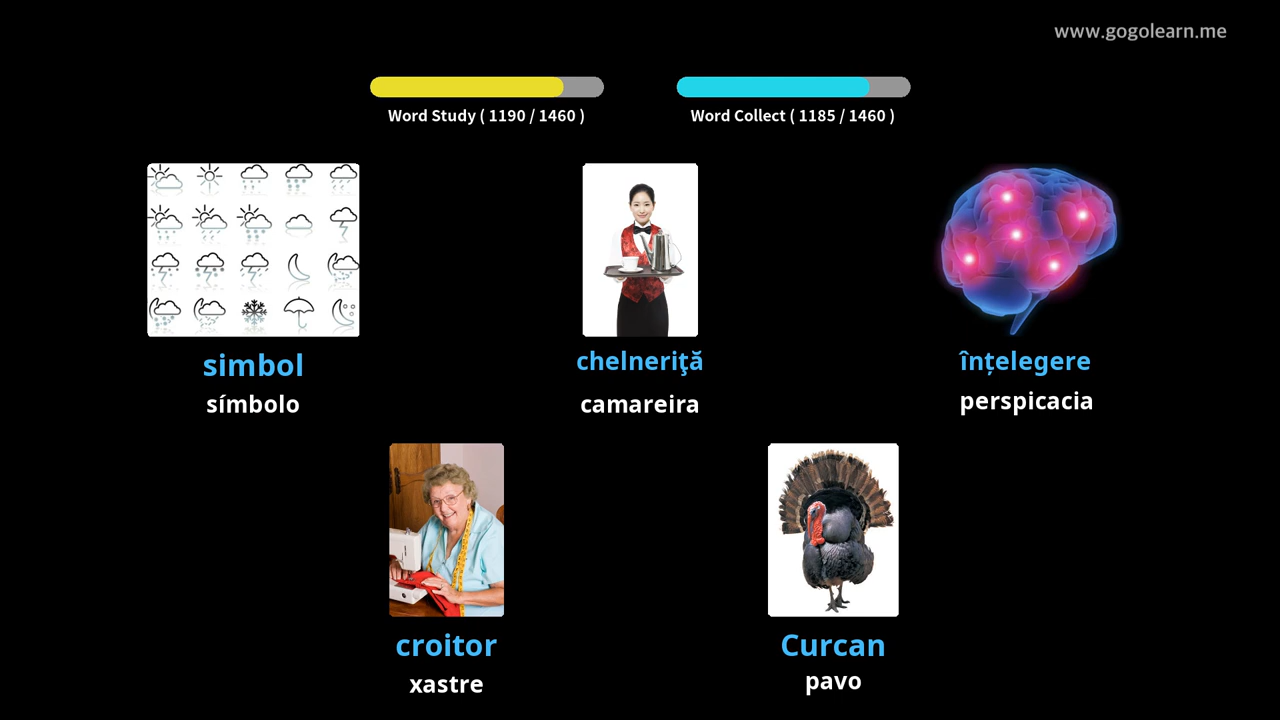 www.gogolearn.me
Word Study ( 1190 / 1460 )
Word Collect ( 1185 / 1460 )
simbol
símbolo
chelneriţă
camareira
înțelegere
perspicacia
croitor
xastre
Curcan
pavo